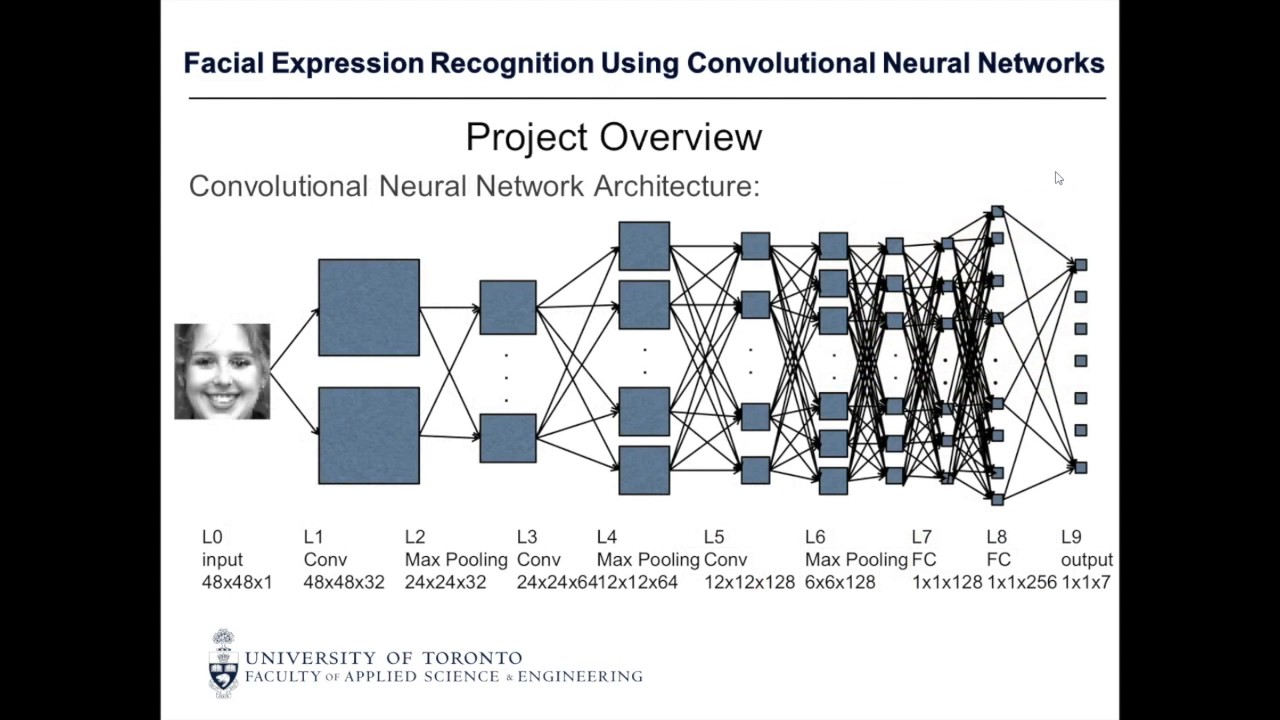 Facial Expression Recognition Using Convolutional Neural Networks
Project Overview
Convolutional Neural Network Architecture:
L0 L1 L2 L3 L4 L5 L6 L7 L8 L9
input Conv Max Pooling Conv Max Pooling Conv Max Pooling FC FC output
48x48x1 48x48x32 24x24x32 24x24x64 12x12x64 12x12x128 6x6x128 1x1x128 1x1x256 1x1x7
UNIVERSITY OF TORONTO
FACULTY OF APPLIED SCIENCE & ENGINEERING